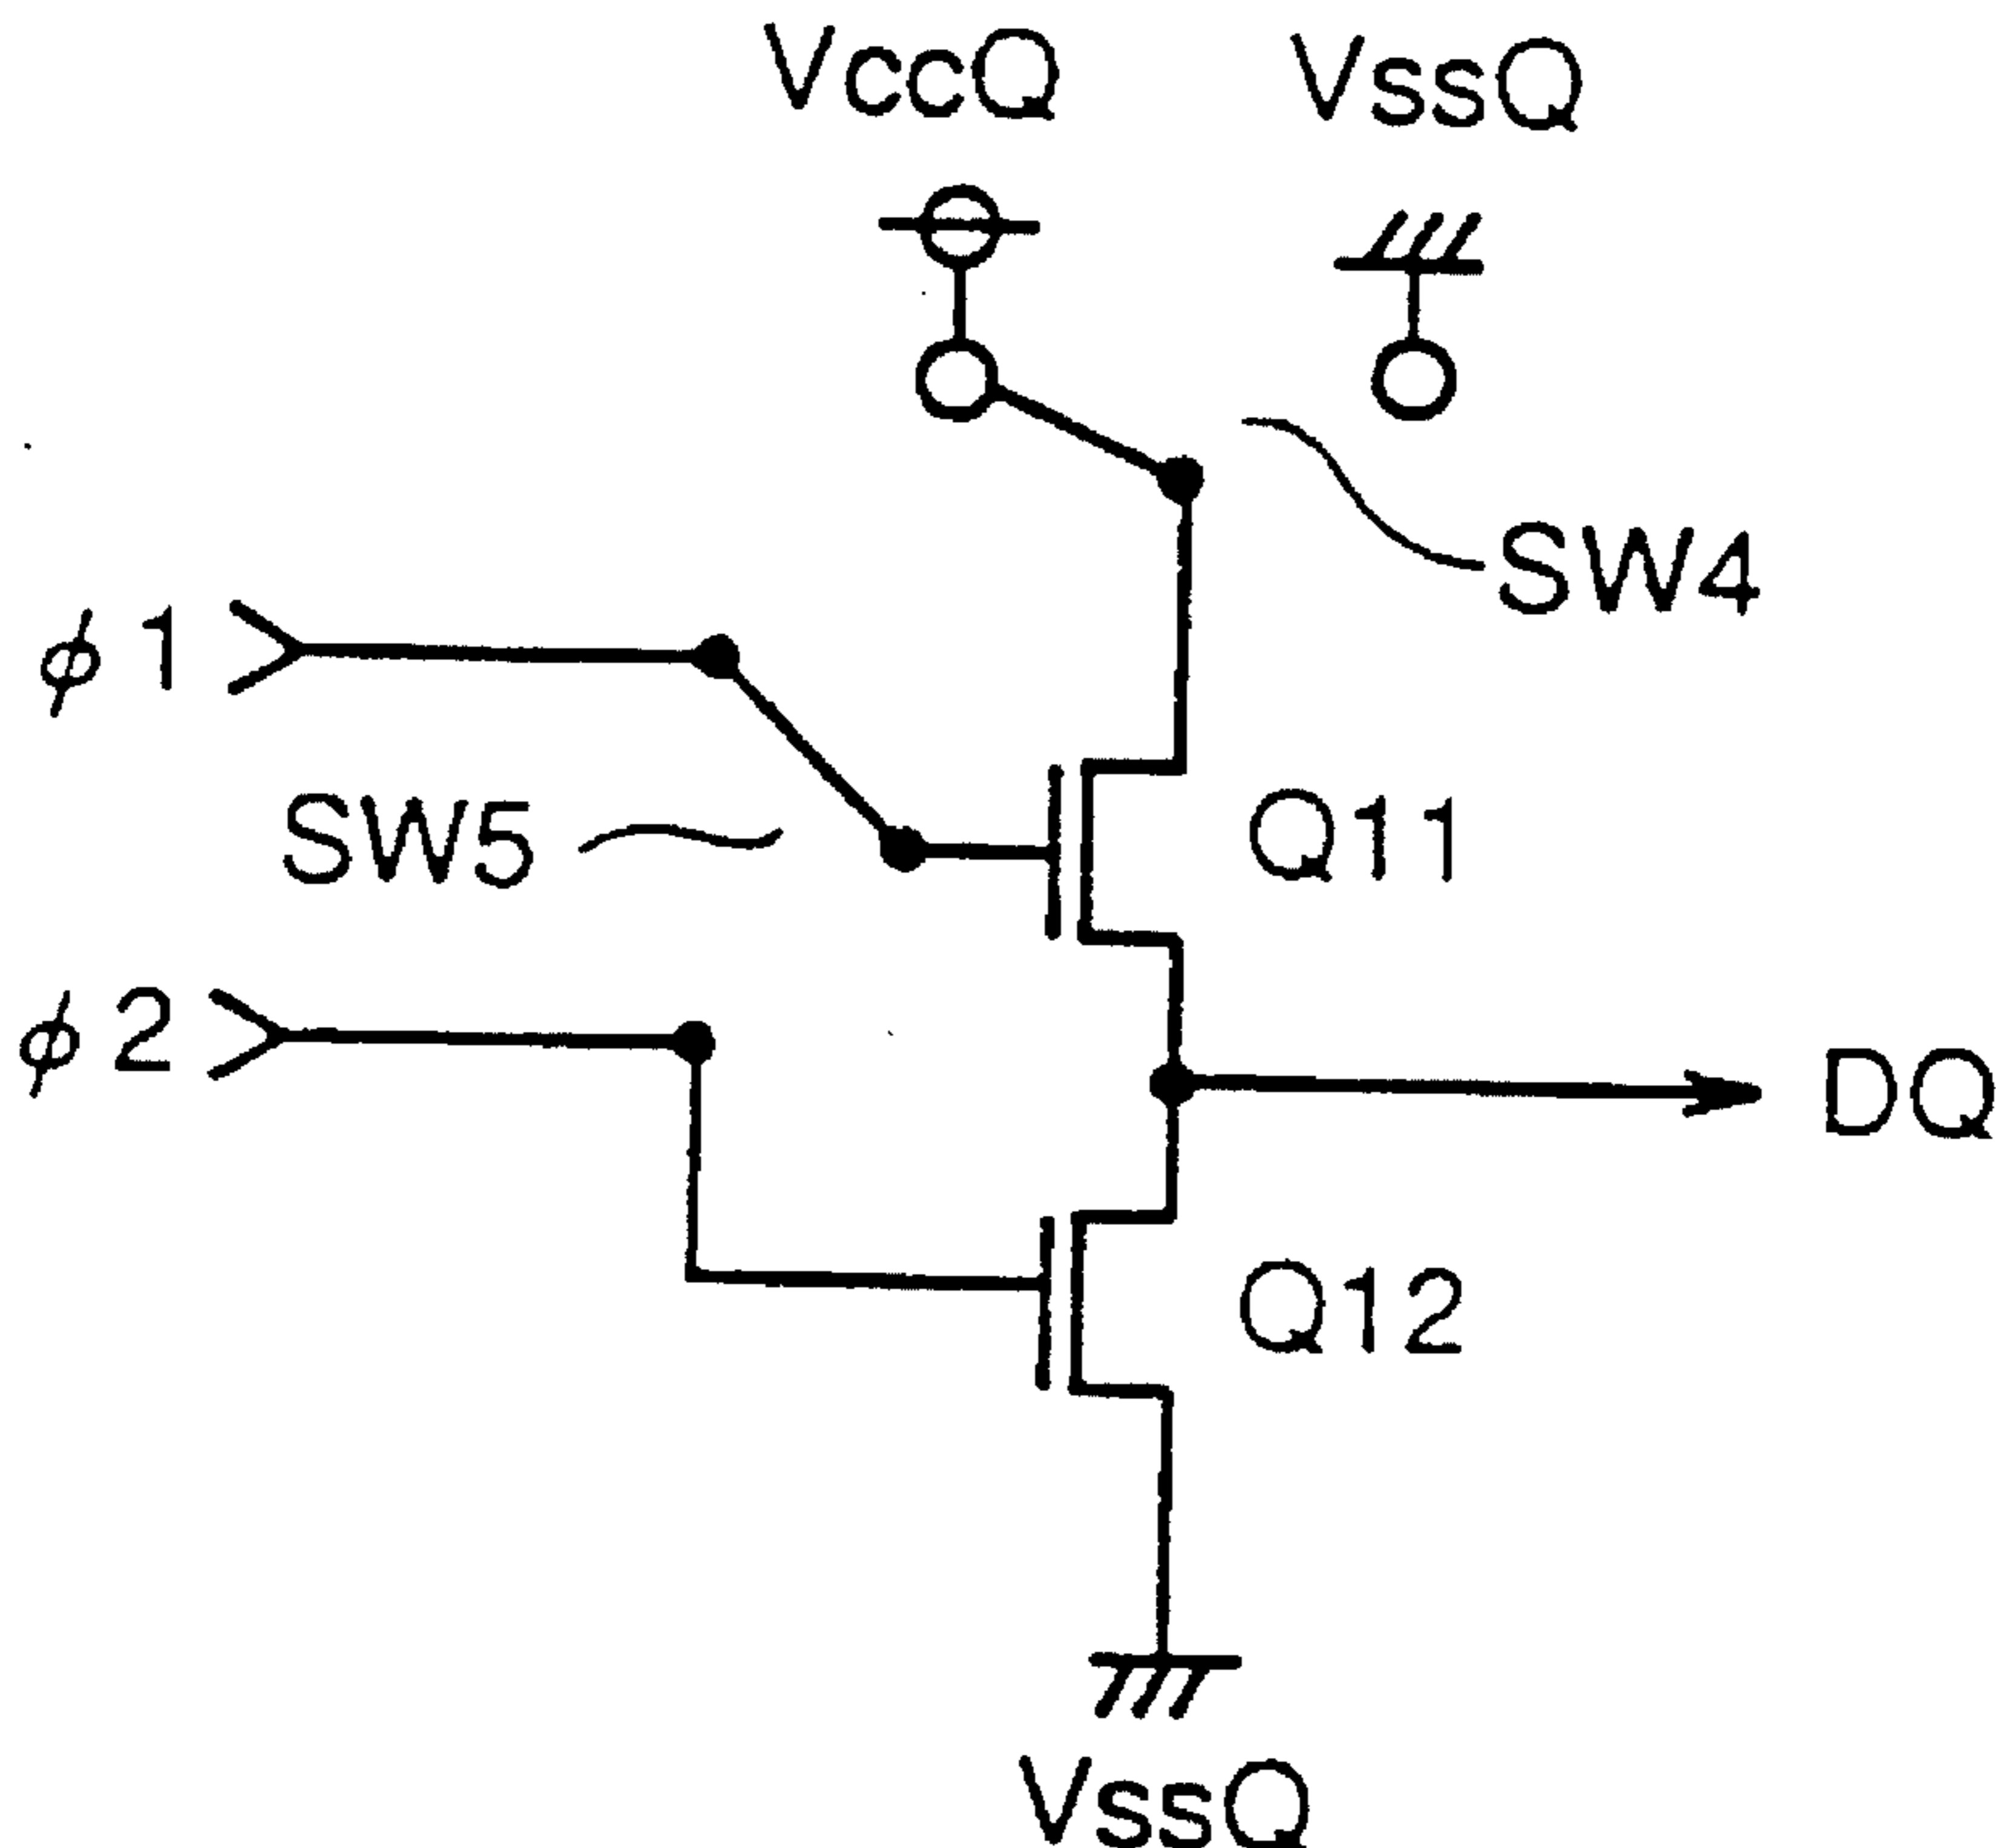 VccQ VssQ
SW4
ϕ1
SW5 Q11
ϕ2
DQ
Q12
VssQ